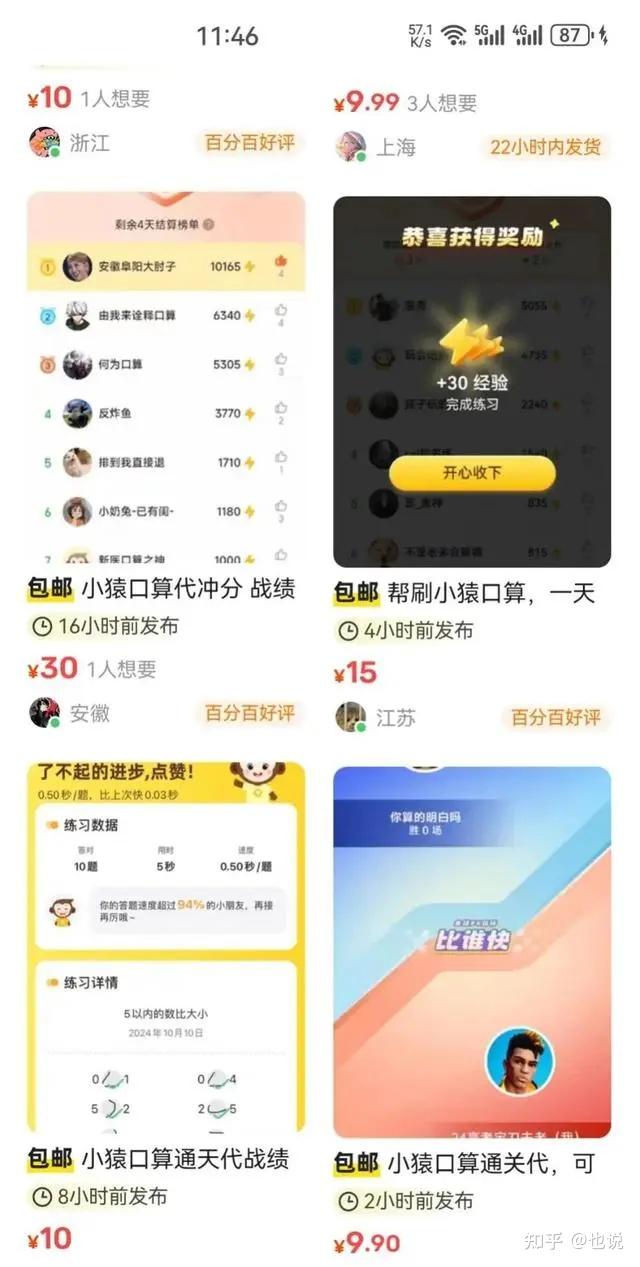 11:46
57.1 K/s 5G 4G 87
¥10 1人想要
浙江 百分百好评
¥9.99 3人想要
上海 22小时内发货
剩余4天结算榜单
1 安徽阜阳大肘子 10165 4
2 由我来诠释口算 6340 4
3 何为口算 5305 3
4 反炸鱼 3770 2
5 排到我直接退 1710 1
6 小奶兔-已有闺- 1180 3
7 新医口算之神 1000
包邮 小猿口算代冲分 战绩
16小时前发布
¥30 1人想要
安徽 百分百好评
恭喜获得奖励
5055
4735
2240
+30 经验
完成练习
开心收下
835
815
包邮 帮刷小猿口算，一天
4小时前发布
¥15
江苏 百分百好评
了不起的进步,点赞!
0.50秒/题，比上次快0.03秒
练习数据
答对 用时 速度
10题 5秒 0.50秒/题
你的答题速度超过94%的小朋友，再接
再厉哦~
练习详情
5以内的数比大小
2024年10月10日
0 1 0 4
5 2 2 5
包邮 小猿口算通天代战绩
8小时前发布
¥10
你算的明白吗
胜 0 场
比谁快
包邮 小猿口算通关代，可
2小时前发布
¥9.90
知乎 @也说